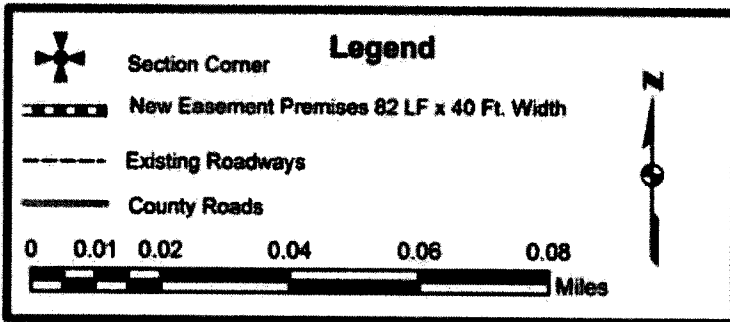 Legend
Section Corner
New Easement Premises 82 LF x 40 Ft. Width
Existing Roadways
County Roads
N
0 0.01 0.02 0.04 0.06 0.08
Miles